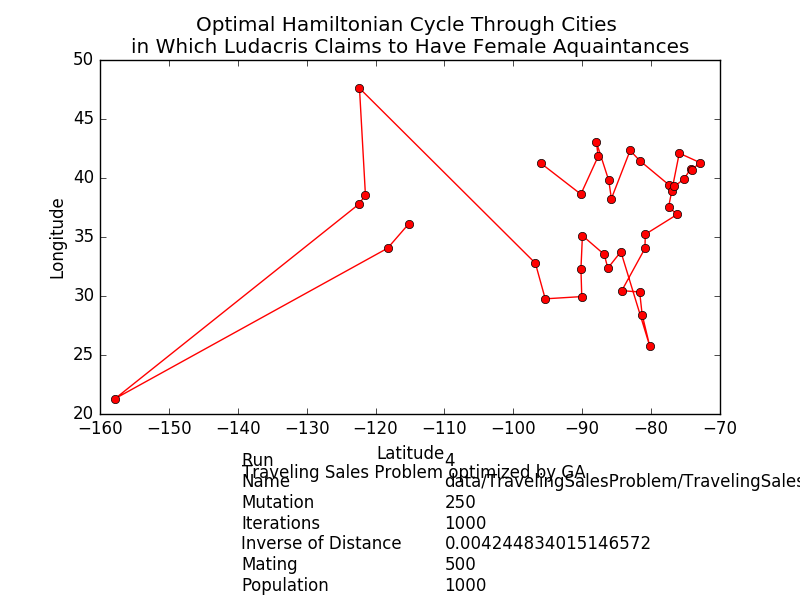 Optimal Hamiltonian Cycle Through Cities
in Which Ludacris Claims to Have Female Aquaintances
50
45
40
35
30
25
20
Longitude
−160 −150 −140 −130 −120 −110 −100 −90 −80 −70
Latitude
Run 4
Traveling Sales Problem optimized by GA
Name data/TravelingSalesProblem/TravelingSales
Mutation 250
Iterations 1000
Inverse of Distance 0.004244834015146572
Mating 500
Population 1000